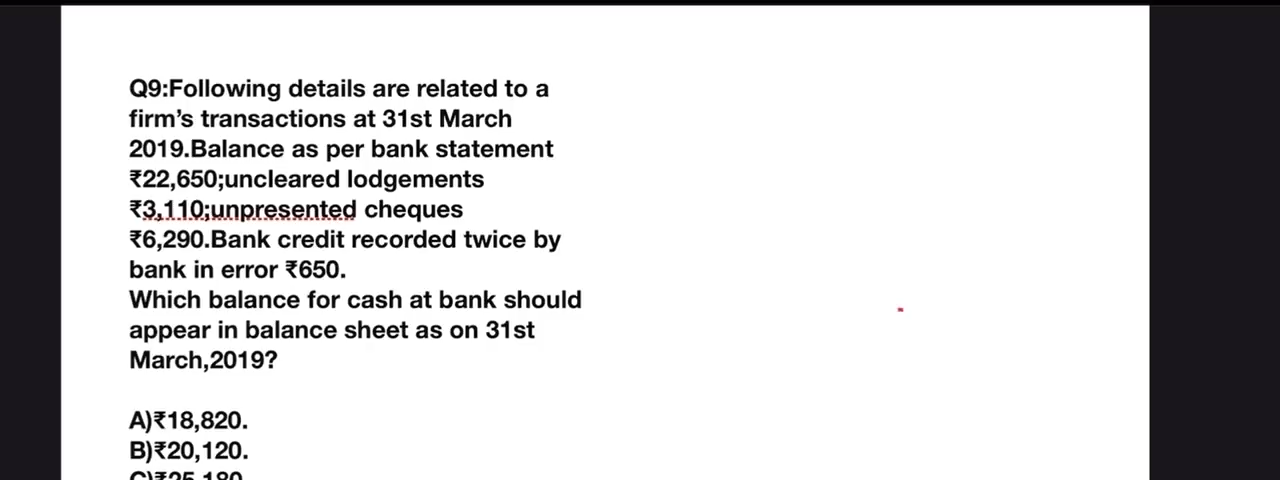 Q9:Following details are related to a
firm’s transactions at 31st March
2019.Balance as per bank statement
₹22,650;uncleared lodgements
₹3,110;unpresented cheques
₹6,290.Bank credit recorded twice by
bank in error ₹650.
Which balance for cash at bank should
appear in balance sheet as on 31st
March,2019?
A)₹18,820.
B)₹20,120.
C)₹25,180